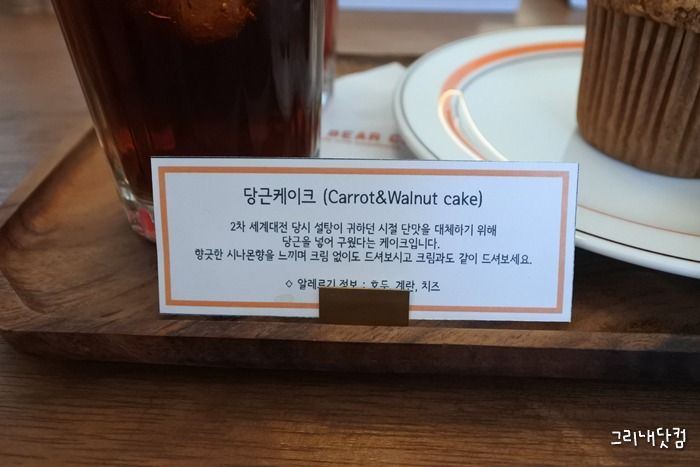 BEAR
당근케이크 (Carrot&Walnut cake)
2차 세계대전 당시 설탕이 귀하던 시절 단맛을 대체하기 위해
당근을 넣어 구웠다는 케이크입니다.
향긋한 시나몬향을 느끼며 크림 없이도 드셔보시고 크림과도 같이 드셔보세요.
◇ 알레르기 정보 : 호두, 계란, 치즈
그리내닷컴